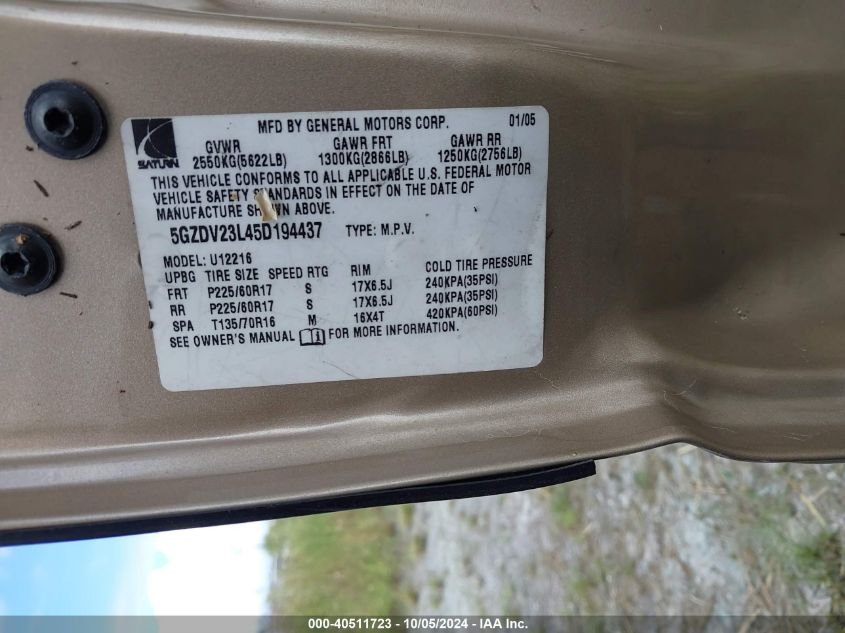 MFD BY GENERAL MOTORS CORP. 01/05
SATURN
GVWR GAWR FRT GAWR RR
2550KG(5622LB) 1300KG(2866LB) 1250KG(2756LB)
THIS VEHICLE CONFORMS TO ALL APPLICABLE U.S. FEDERAL MOTOR
VEHICLE SAFETY STANDARDS IN EFFECT ON THE DATE OF
MANUFACTURE SHOWN ABOVE.
5GZDV23L45D194437 TYPE: M.P.V.
MODEL: U12216
UPBG TIRE SIZE SPEED RTG RIM COLD TIRE PRESSURE
FRT P225/60R17 S 17X6.5J 240KPA(35PSI)
RR P225/60R17 S 17X6.5J 240KPA(35PSI)
SPA T135/70R16 M 16X4T 420KPA(60PSI)
SEE OWNER'S MANUAL FOR MORE INFORMATION.
000-40511723 - 10/05/2024 - IAA Inc.